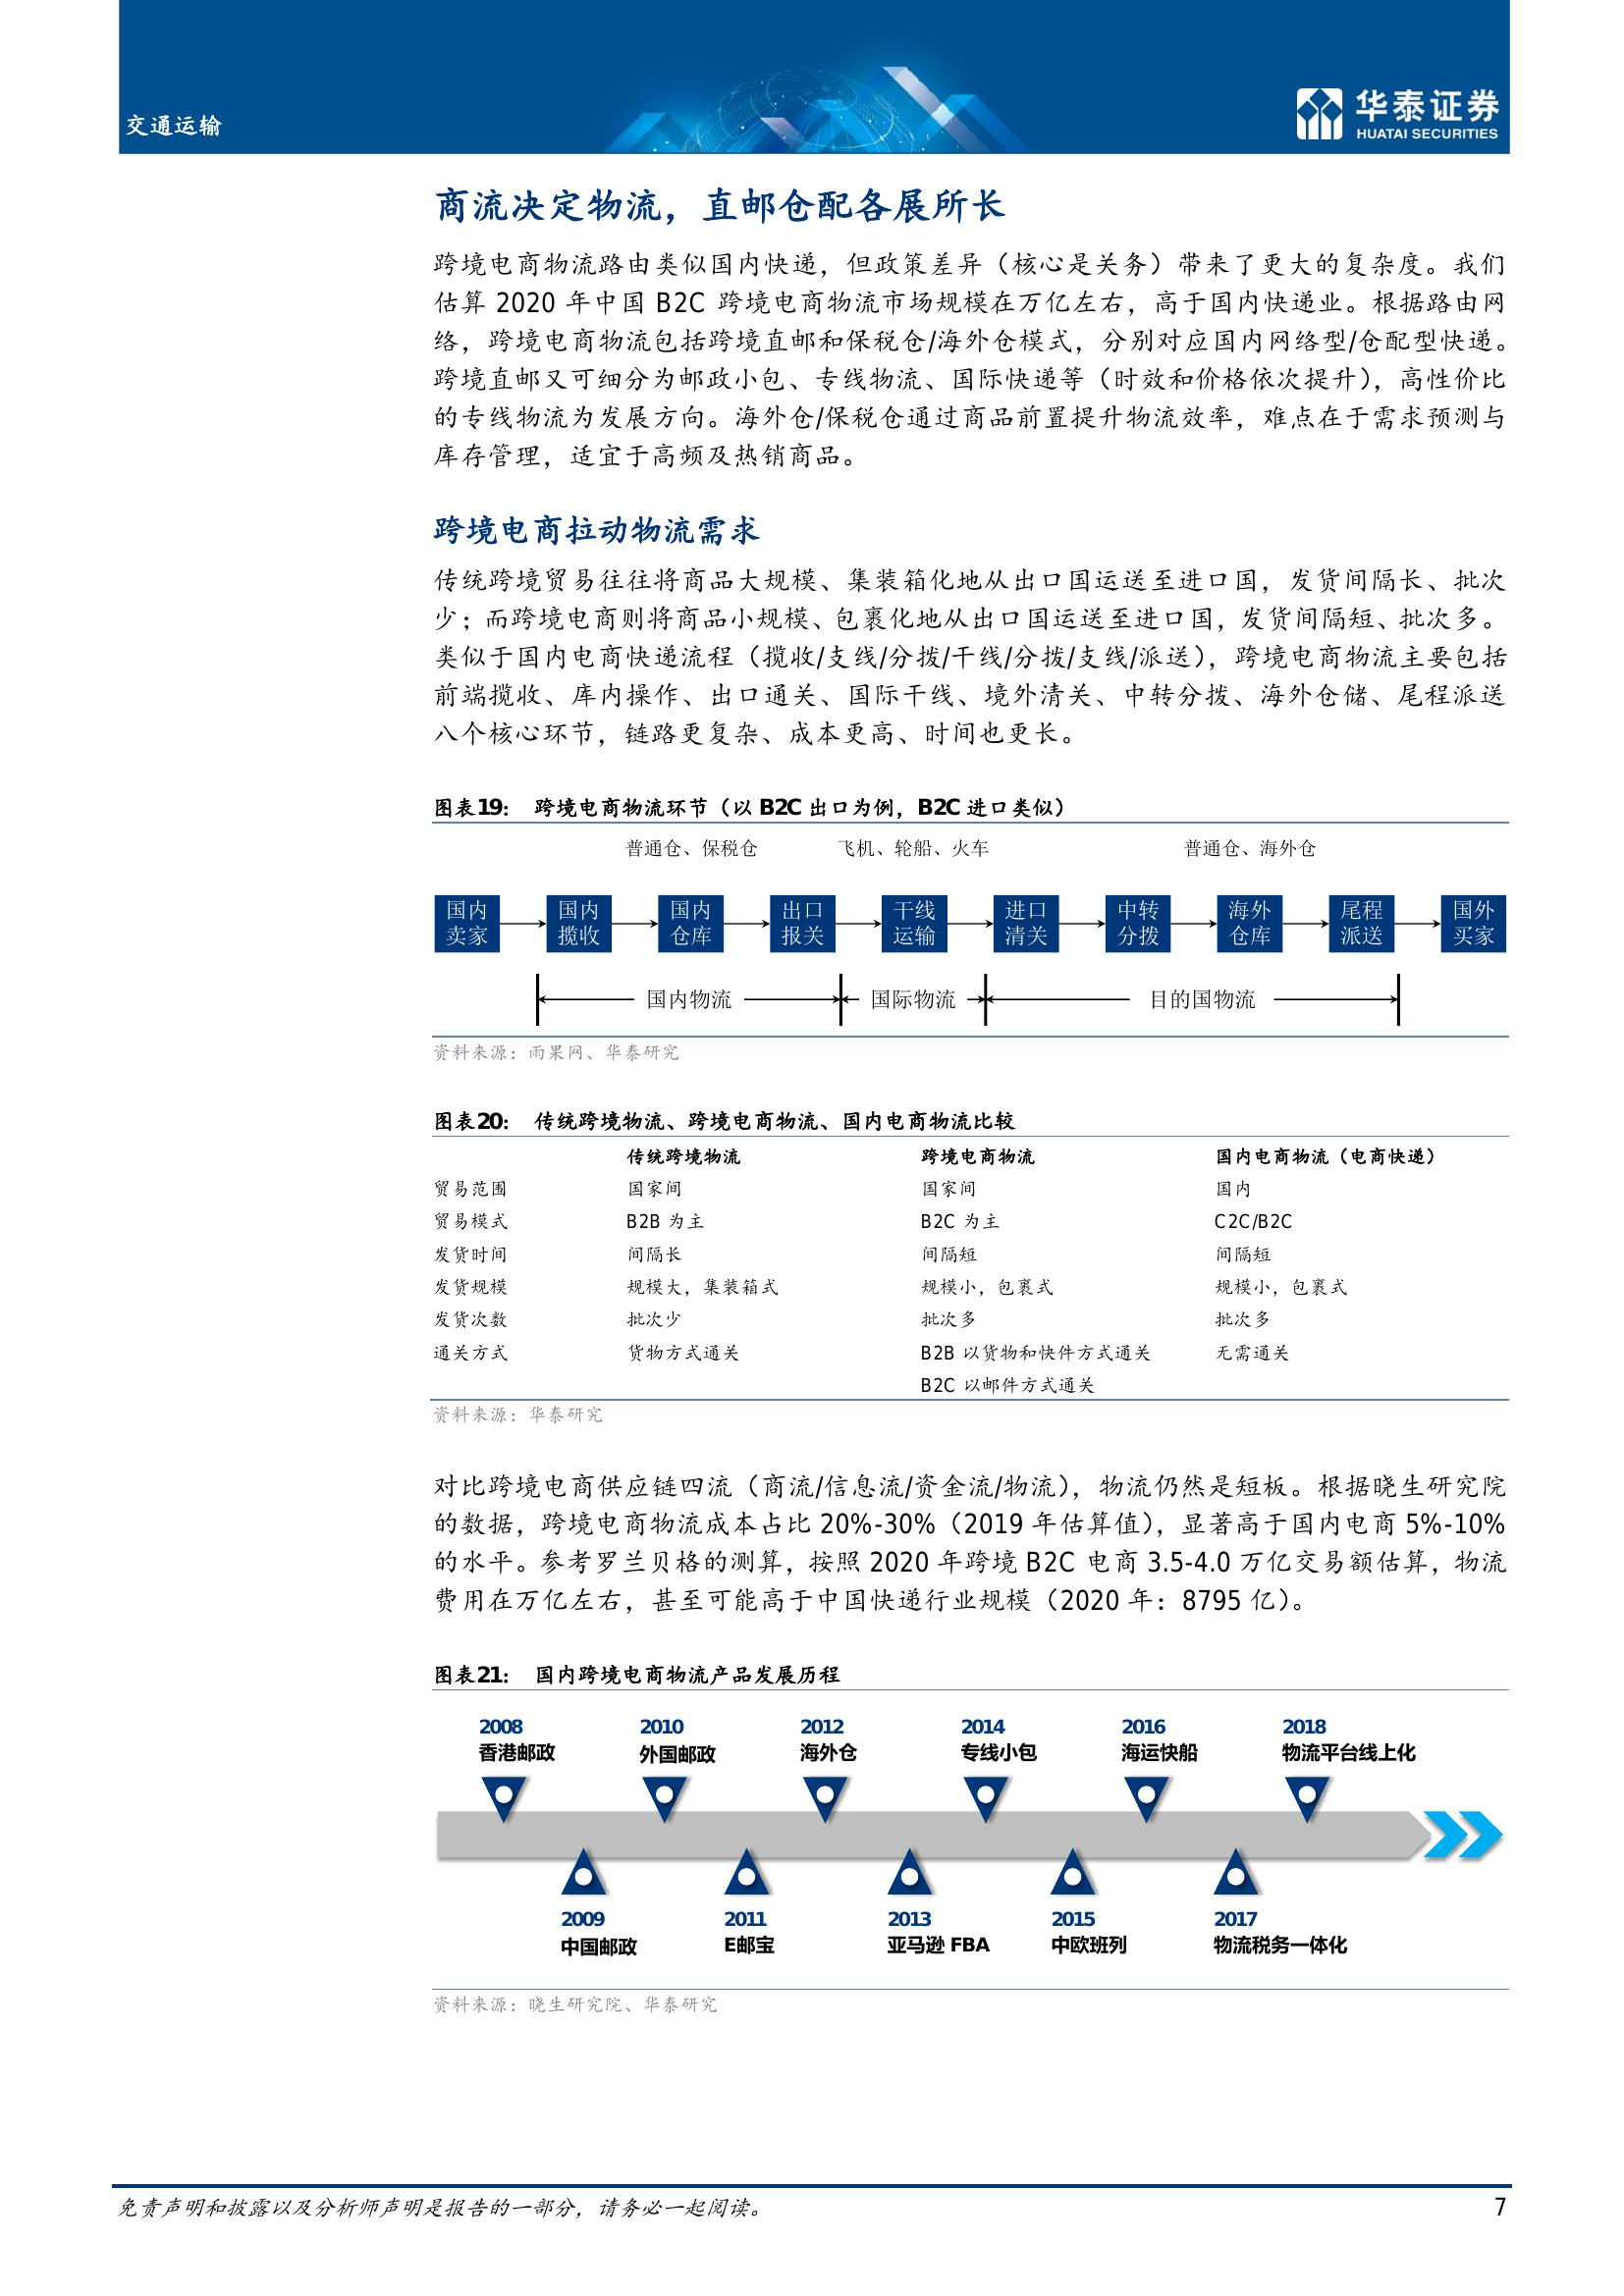 交通运输
华泰证券
HUATAI SECURITIES
商流决定物流，直邮仓配各展所长
跨境电商物流路由类似国内快递，但政策差异（核心是关务）带来了更大的复杂度。我们
估算 2020 年中国 B2C 跨境电商物流市场规模在万亿左右，高于国内快递业。根据路由网
络，跨境电商物流包括跨境直邮和保税仓/海外仓模式，分别对应国内网络型/仓配型快递。
跨境直邮又可细分为邮政小包、专线物流、国际快递等（时效和价格依次提升），高性价比
的专线物流为发展方向。海外仓/保税仓通过商品前置提升物流效率，难点在于需求预测与
库存管理，适宜于高频及热销商品。
跨境电商拉动物流需求
传统跨境贸易往往将商品大规模、集装箱化地从出口国运送至进口国，发货间隔长、批次
少；而跨境电商则将商品小规模、包裹化地从出口国运送至进口国，发货间隔短、批次多。
类似于国内电商快递流程（揽收/支线/分拨/干线/分拨/支线/派送），跨境电商物流主要包括
前端揽收、库内操作、出口通关、国际干线、境外清关、中转分拨、海外仓储、尾程派送
八个核心环节，链路更复杂、成本更高、时间也更长。
图表19： 跨境电商物流环节（以 B2C 出口为例，B2C 进口类似）
普通仓、保税仓 飞机、轮船、火车 普通仓、海外仓
国内 国内 国内 出口 干线 进口 中转 海外 尾程 国外
卖家 揽收 仓库 报关 运输 清关 分拨 仓库 派送 买家
国内物流 国际物流 目的国物流
资料来源：雨果网、华泰研究
图表20： 传统跨境物流、跨境电商物流、国内电商物流比较
传统跨境物流 跨境电商物流 国内电商物流（电商快递）
贸易范围 国家间 国家间 国内
贸易模式 B2B 为主 B2C 为主 C2C/B2C
发货时间 间隔长 间隔短 间隔短
发货规模 规模大，集装箱式 规模小，包裹式 规模小，包裹式
发货次数 批次少 批次多 批次多
通关方式 货物方式通关 B2B 以货物和快件方式通关 无需通关
B2C 以邮件方式通关
资料来源：华泰研究
对比跨境电商供应链四流（商流/信息流/资金流/物流），物流仍然是短板。根据晓生研究院
的数据，跨境电商物流成本占比 20%-30%（2019 年估算值），显著高于国内电商 5%-10%
的水平。参考罗兰贝格的测算，按照 2020 年跨境 B2C 电商 3.5-4.0 万亿交易额估算，物流
费用在万亿左右，甚至可能高于中国快递行业规模（2020 年：8795 亿）。
图表21： 国内跨境电商物流产品发展历程
2008 2010 2012 2014 2016 2018
香港邮政 外国邮政 海外仓 专线小包 海运快船 物流平台线上化
2009 2011 2013 2015 2017
中国邮政 E邮宝 亚马逊 FBA 中欧班列 物流税务一体化
资料来源：晓生研究院、华泰研究
免责声明和披露以及分析师声明是报告的一部分，请务必一起阅读。 7